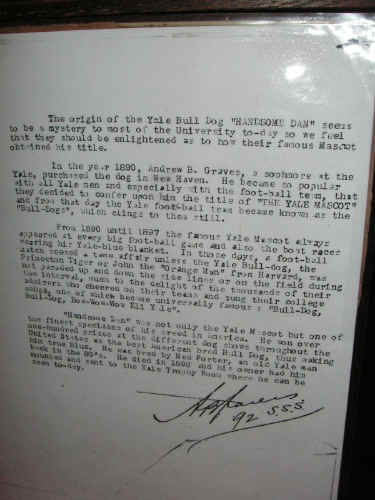 The origin of the Yale Bull Dog "HANDSOME DAN" seems
to be a mystery to most of the University to-day so we feel
that they should be enlightened as to how their famous Mascot
obtained his title.
In the year 1890, Andrew B. Graves, a sophmore at the
Yale, purchased the dog in New Haven. He became so popular
with all Yale men and especially with the foot-ball team, that
they decided to confer upon him the title of "THE YALE MASCOT"
and from that day the Yale foot-ball team became known as the
"Bull-Dogs", which clings to them still.
From 1890 until 1897 the famous Yale Mascot always
appeared at every big foot-ball game and also the boat races
wearing his Yale-blue blanket. In those days, a foot-ball
match seemed a tame affair unless the Yale Bull-dog, the
Princeton Tiger or John the "Orange Man" from Harvard, was
not paraded up and down the side lines or on the field during
the interval, much to the delight of the thousands of their
admirers who cheered on their teams and sung their college
songs, one of which became universally famous: "Bull-Dog,
Bull-Dog, Bow-Wow-Wow Eli Yale".
"Handsome Dan" was not only the Yale Mascot but one of
the finest specimens of his breed in America. He won over
one-hundred prizes at the different dog shows throughout the
United States as the best American bred Bull Dog, thus making
him true Blue. He was bred by Mead Porter, an old Yale man
back in the 80's. He died in 1898 and his owner had him
mounted and sent to the Yale Trophy Room where he can be
seen to-day.
92 S.S.S.